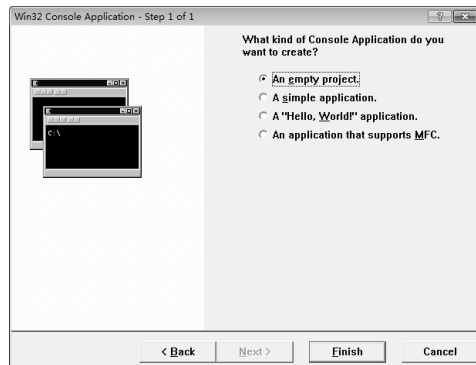 Win32 Console Application - Step 1 of 1
What kind of Console Application do you
want to create?
An empty project.
A simple application.
A "Hello, World!" application.
An application that supports MFC.
C:\
< Back
Next >
Finish
Cancel